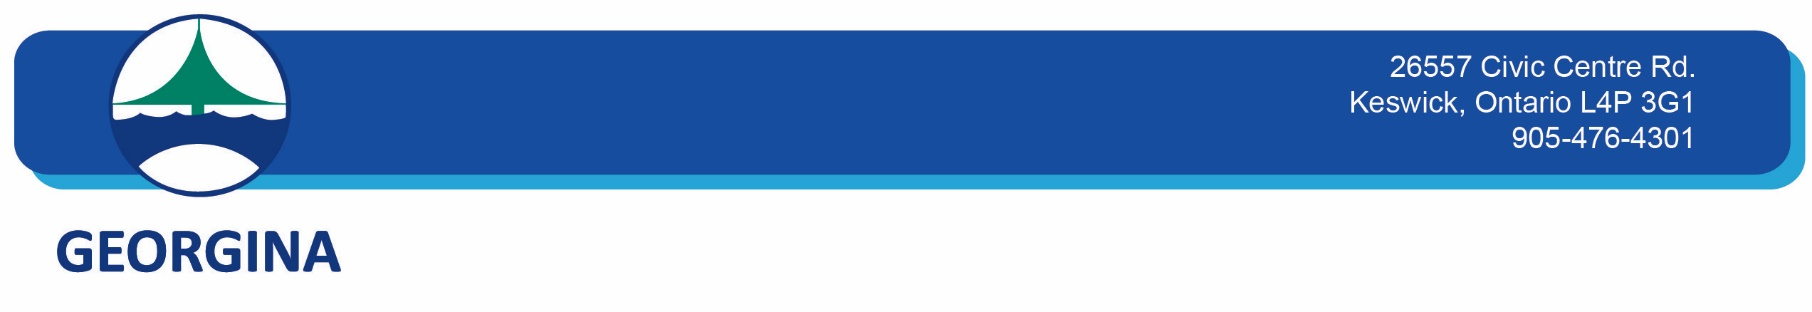 26557 Civic Centre Rd.
Keswick, Ontario L4P 3G1
905-476-4301
GEORGINA